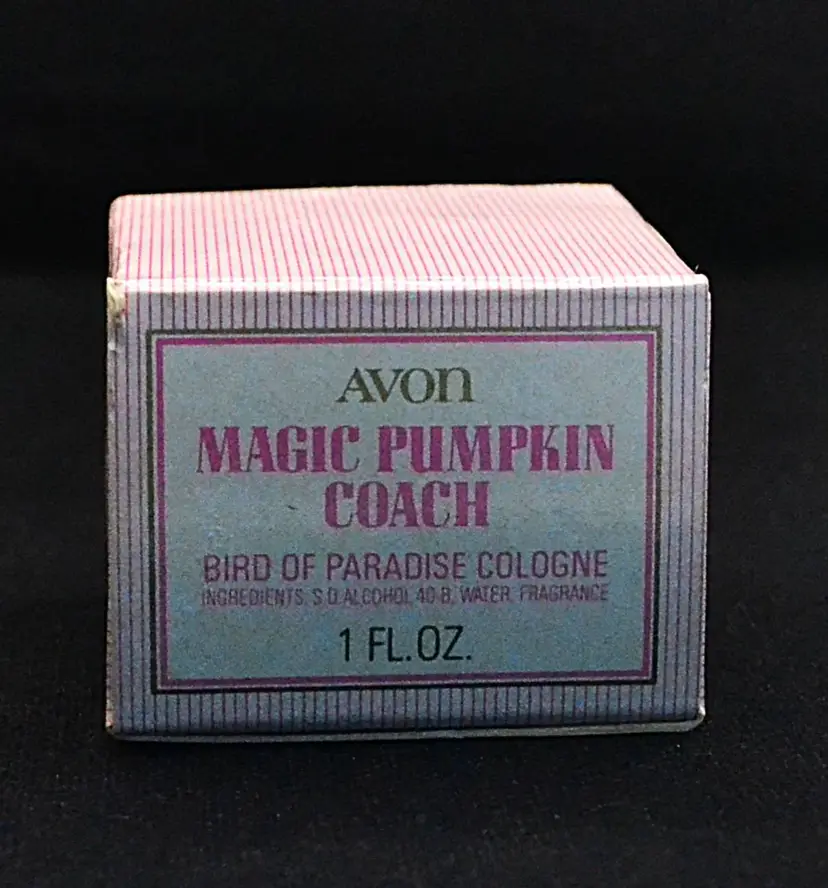 AVON
MAGIC PUMPKIN
COACH
BIRD OF PARADISE COLOGNE
INGREDIENTS: S.D. ALCOHOL 40-B, WATER, FRAGRANCE
1 FL.OZ.